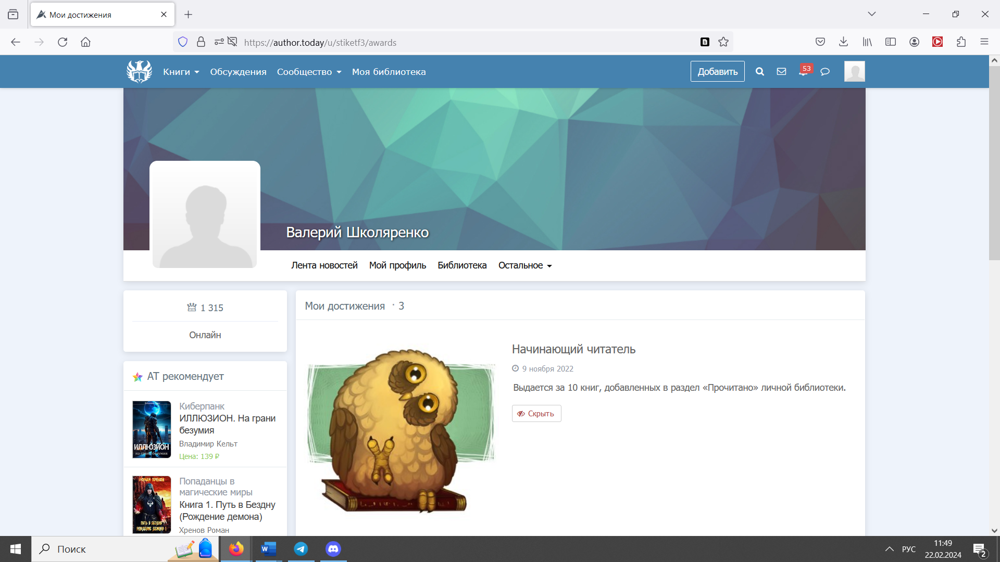 Мои достижения
https://author.today/u/stiketf3/awards
Книги
Обсуждения
Сообщество
Моя библиотека
Добавить
53
Валерий Школяренко
Лента новостей
Мой профиль
Библиотека
Остальное
1 315
Онлайн
АТ рекомендует
Киберпанк
ИЛЛЮЗИОН. На грани
безумия
Владимир Кельт
Цена: 139 ₽
ИЛЛЮЗИОН
на грани безумия
Попаданцы в
магические миры
Книга 1. Путь в Бездну
(Рождение демона)
Хренов Роман
РОМАН ХРЕНОВ
ПУТЬ В БЕЗДНУ
РОЖДЕНИЕ ДЕМОНА 1
Мои достижения · 3
Начинающий читатель
9 ноября 2022
Выдается за 10 книг, добавленных в раздел «Прочитано» личной библиотеки.
Скрыть
Поиск
РУС
11:49
22.02.2024
2